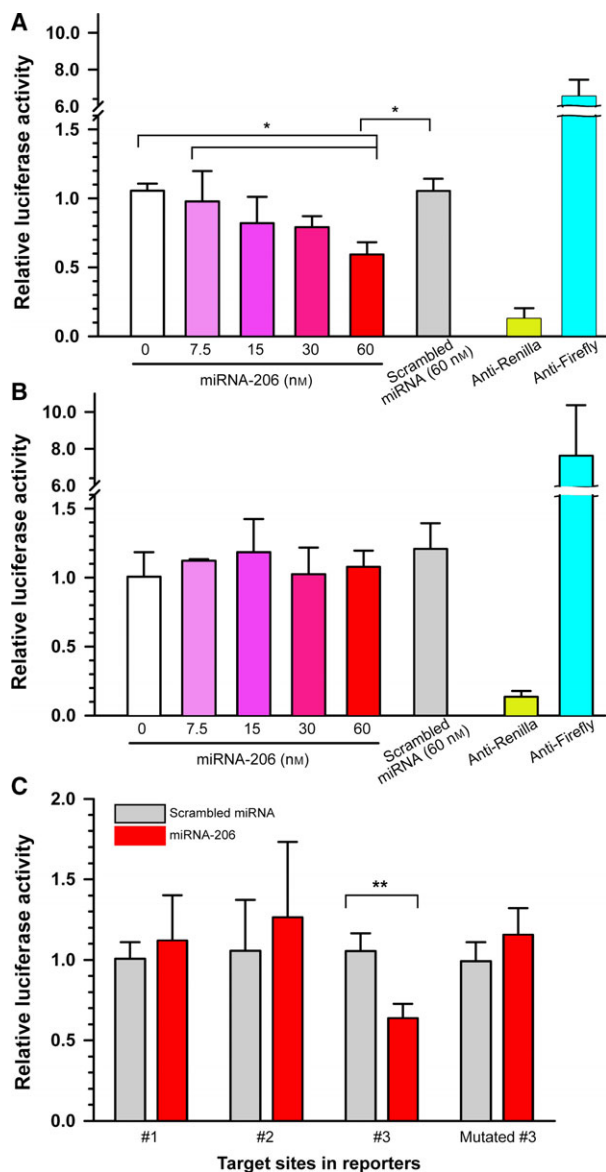 A
Relative luciferase activity
10.0
8.0
6.0
1.5
1.0
0.5
0.0
*
*
0 7.5 15 30 60
miRNA-206 (nM)
Scrambled
miRNA (60 nM)
Anti-Renilla
Anti-Firefly
B
Relative luciferase activity
10.0
8.0
6.0
1.5
1.0
0.5
0.0
0 7.5 15 30 60
miRNA-206 (nM)
Scrambled
miRNA (60 nM)
Anti-Renilla
Anti-Firefly
C
Relative luciferase activity
2.0
1.5
1.0
0.5
0.0
Scrambled miRNA
miRNA-206
**
#1 #2 #3 Mutated #3
Target sites in reporters